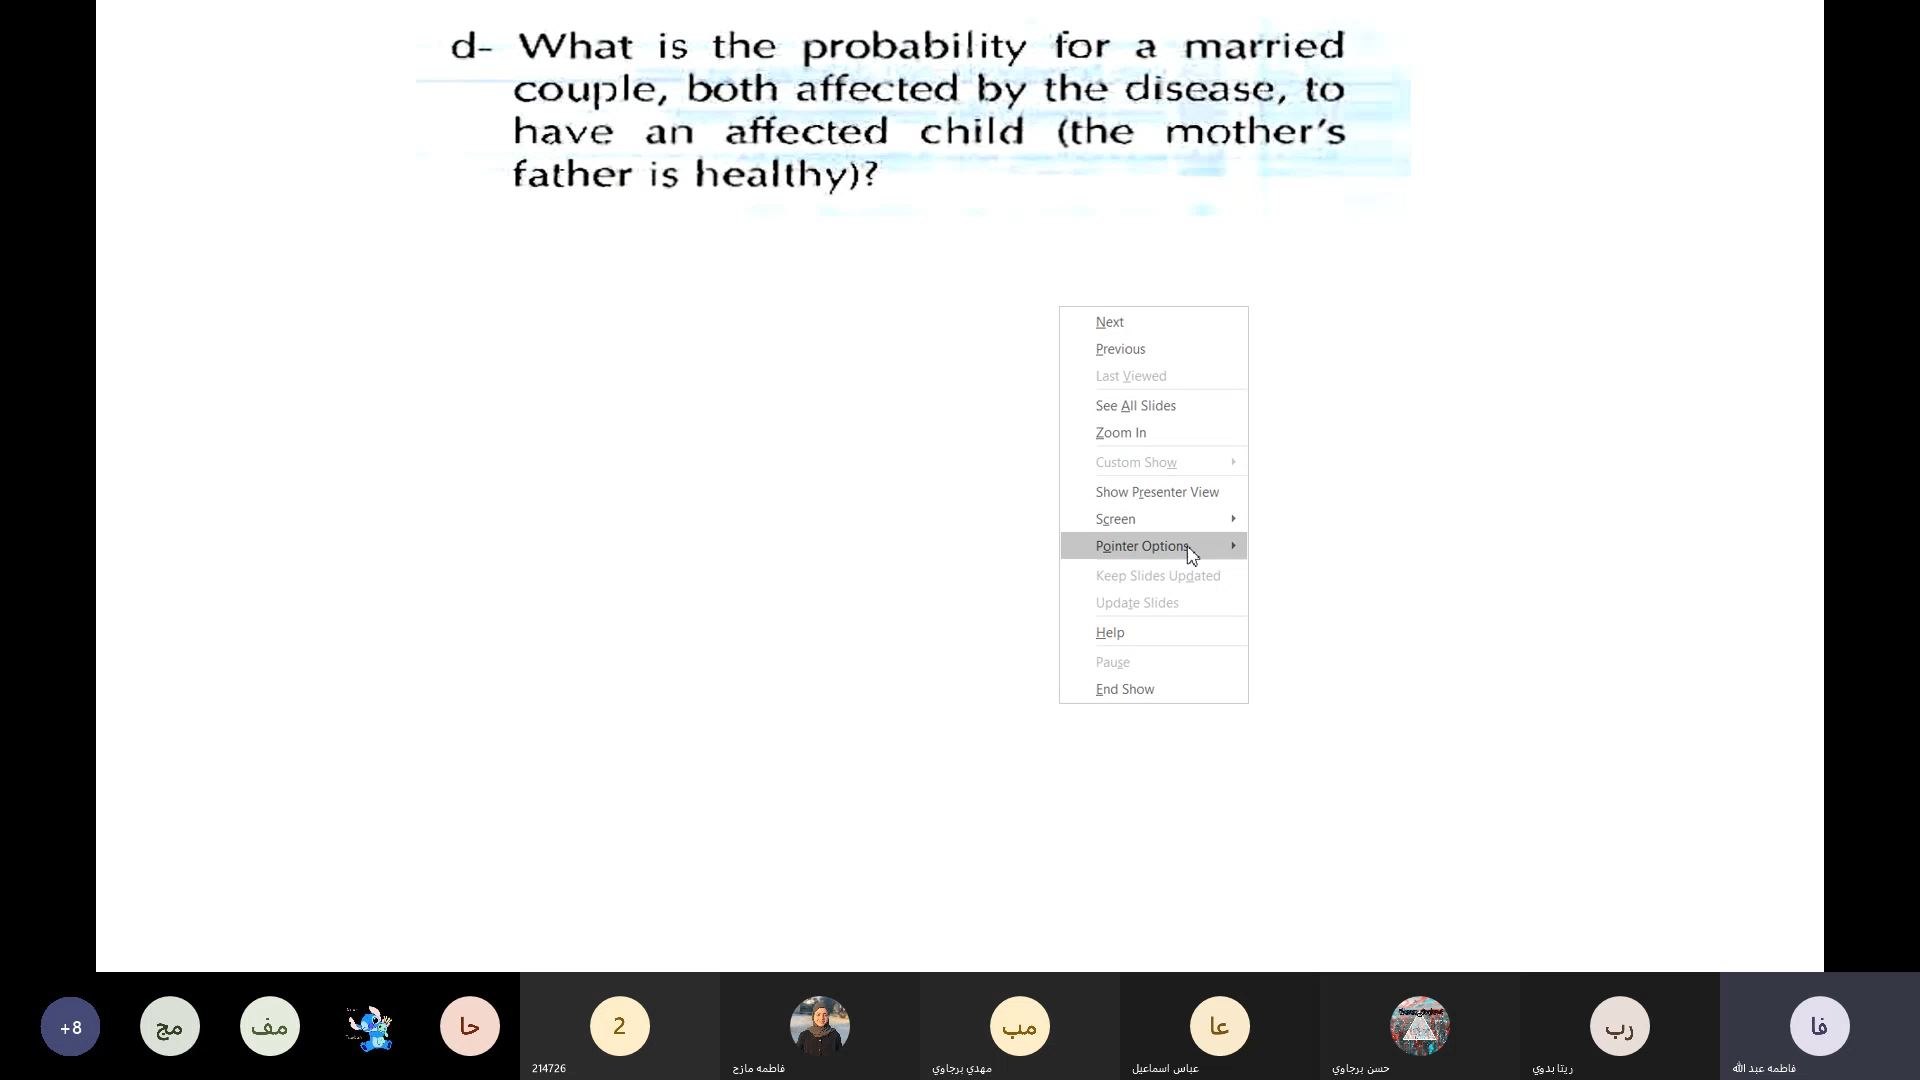 d- What is the probability for a married
couple, both affected by the disease, to
have an affected child (the mother's
father is healthy)?
Next
Previous
Last Viewed
See All Slides
Zoom In
Custom Show
Show Presenter View
Screen
Pointer Options
Keep Slides Updated
Update Slides
Help
Pause
End Show
+8
مج
مف
حا
2
مب
عا
رب
فا
214726
فاطمه مازح
مهدي برجاوي
عباس اسماعيل
حسن برجاوي
ريتا بدوي
فاطمه عبد الله